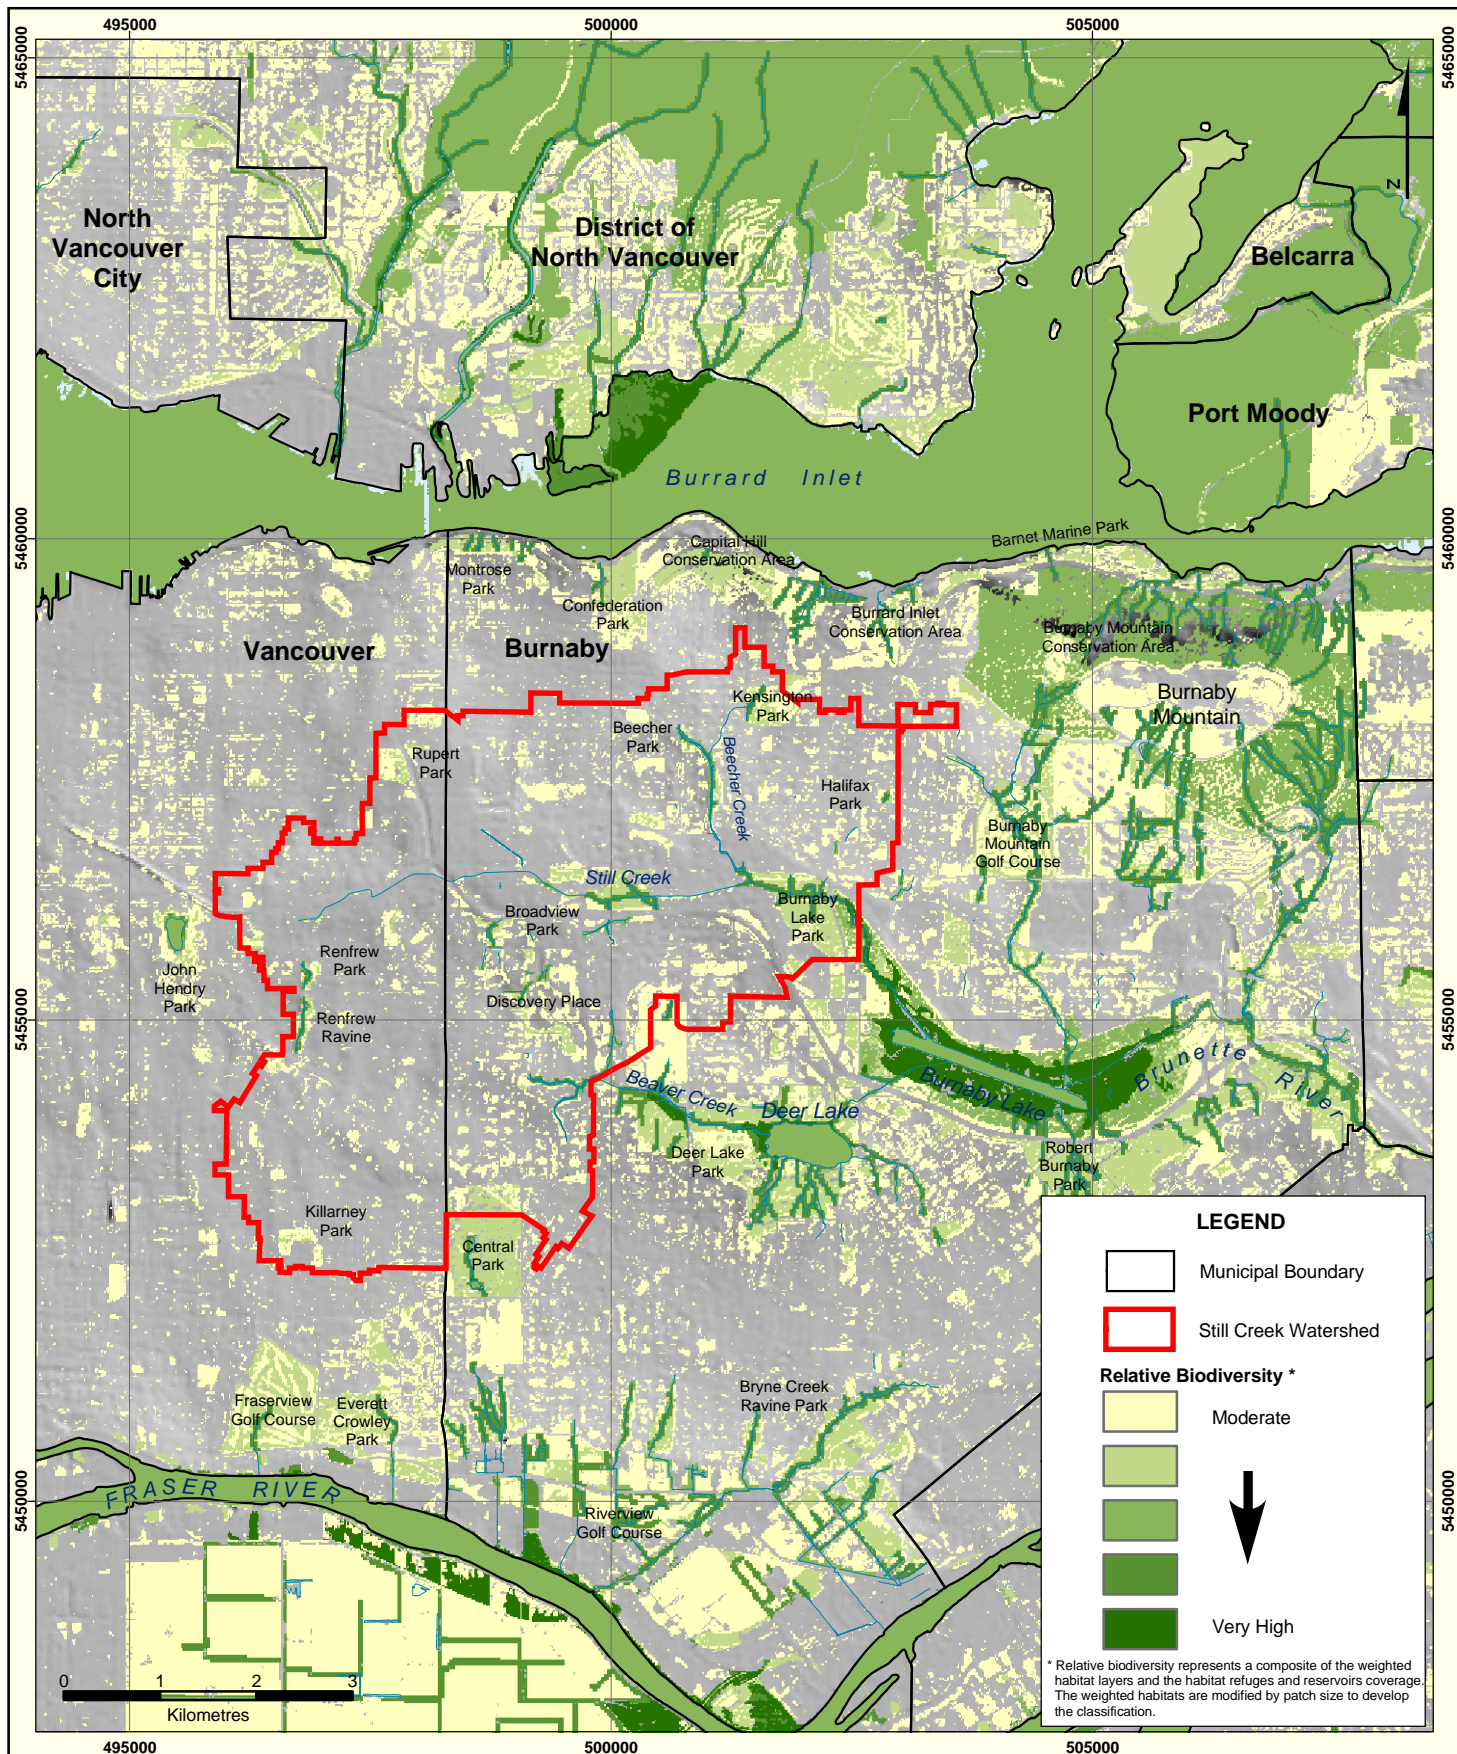 495000
500000
505000
5465000
5465000
North
Vancouver
City
District of
North Vancouver
Belcarra
N
Port Moody
Burrard Inlet
5460000
5460000
Capital Hill
Conservation Area
Barnet Marine Park
Montrose
Park
Confederation
Park
Burrard Inlet
Conservation Area
Burnaby Mountain
Conservation Area
Vancouver
Burnaby
Burnaby
Mountain
Kensington
Park
Beecher
Park
Rupert
Park
Beecher Creek
Halifax
Park
Burnaby
Mountain
Golf Course
Still Creek
Burnaby
Lake
Park
Broadview
Park
Renfrew
Park
John
Hendry
Park
Discovery Place
Renfrew
Ravine
5455000
5455000
Brunette
River
Burnaby Lake
Beaver Creek
Deer Lake
Deer Lake
Park
Robert
Burnaby
Park
Killarney
Park
Central
Park
LEGEND
Municipal Boundary
Still Creek Watershed
Relative Biodiversity *
Moderate
Very High
* Relative biodiversity represents a composite of the weighted
habitat layers and the habitat refuges and reservoirs coverage.
The weighted habitats are modified by patch size to develop
the classification.
Bryne Creek
Ravine Park
Fraserview
Golf Course
Everett
Crowley
Park
FRASER RIVER
5450000
5450000
Riverview
Golf Course
0 1 2 3
Kilometres
495000
500000
505000